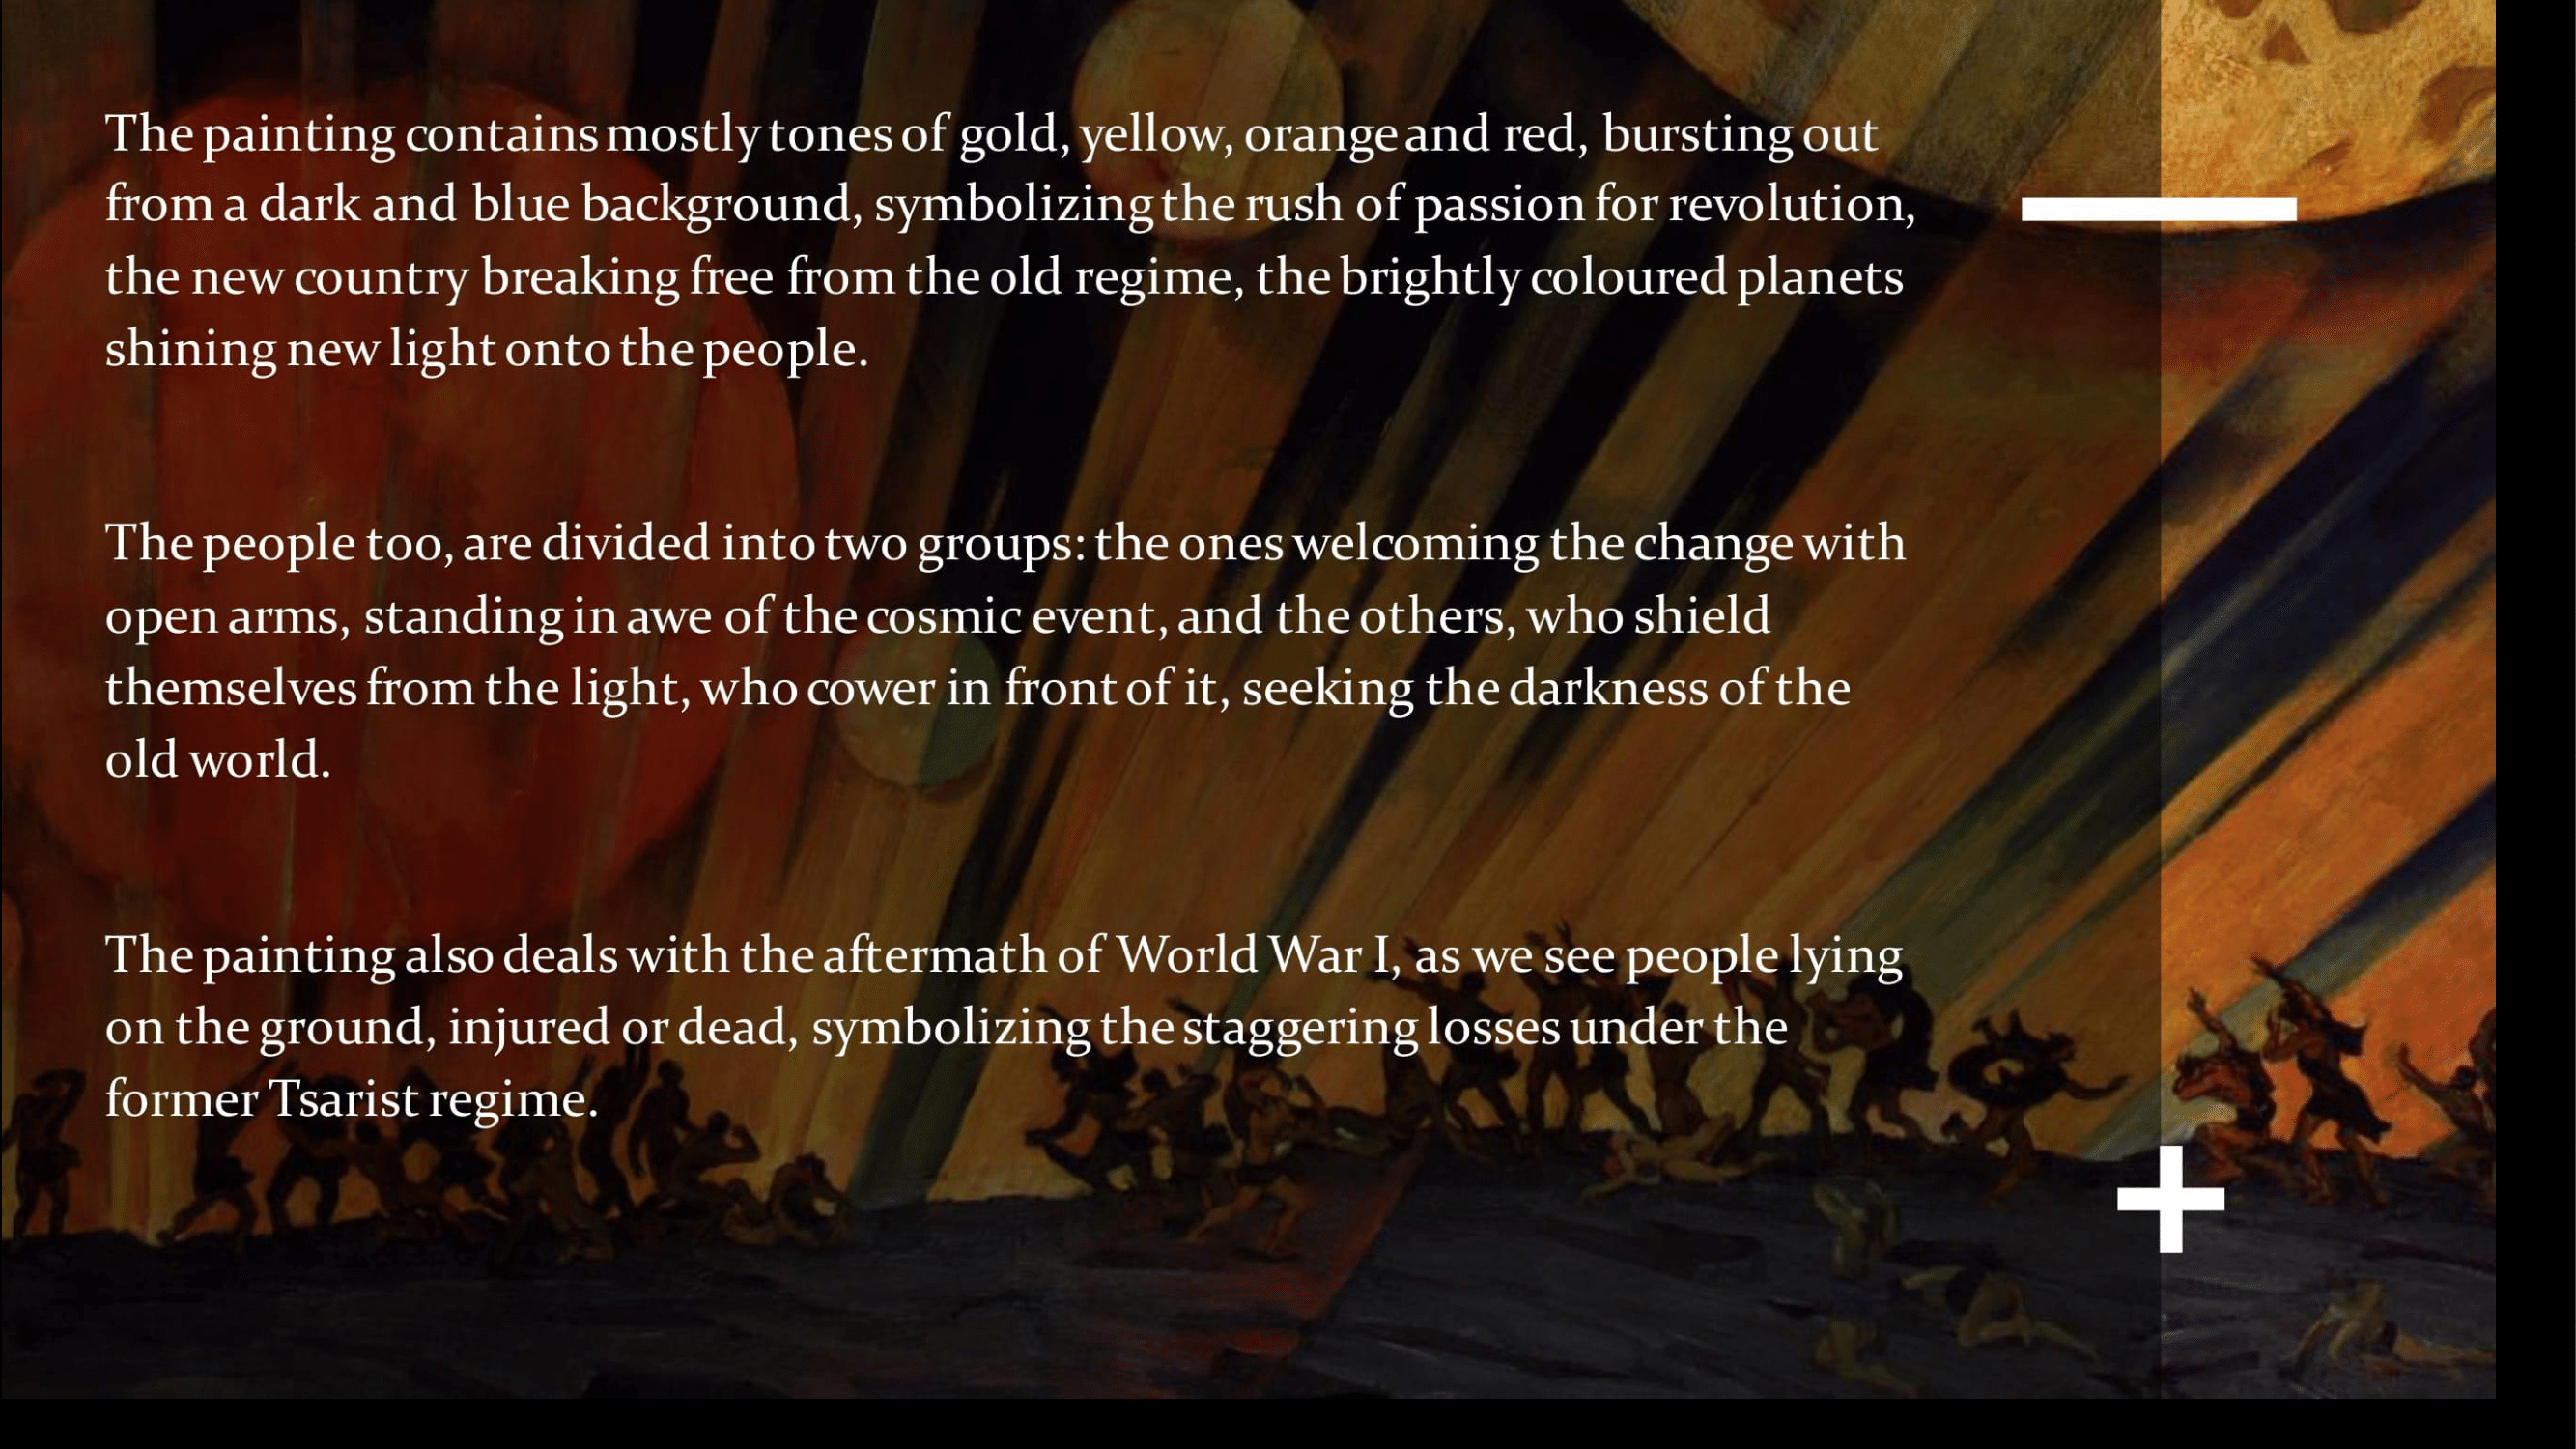 The painting contains mostly tones of gold, yellow, orange and red, bursting out
from a dark and blue background, symbolizing the rush of passion for revolution,
the new country breaking free from the old regime, the brightly coloured planets
shining new light onto the people.
The people too, are divided into two groups: the ones welcoming the change with
open arms, standing in awe of the cosmic event, and the others, who shield
themselves from the light, who cower in front of it, seeking the darkness of the
old world.
The painting also deals with the aftermath of World War I, as we see people lying
on the ground, injured or dead, symbolizing the staggering losses under the
former Tsarist regime.